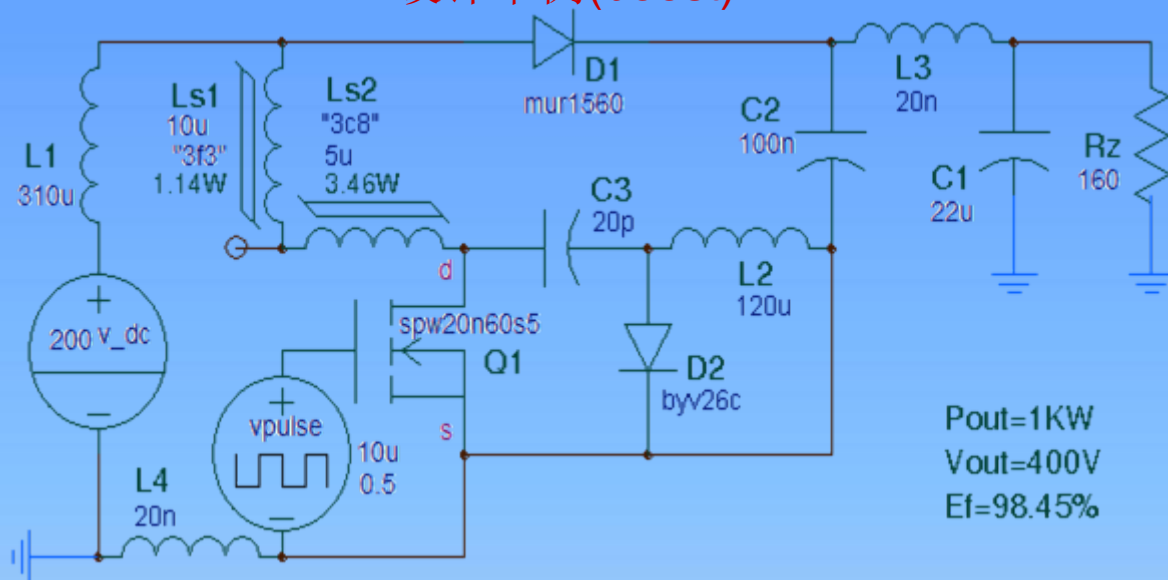 (boost)
D1
mur1560
L3
20n
Ls1
10u
"3f3"
1.14W
Ls2
"3c8"
5u
3.46W
C2
100n
L1
310u
Rz
160
C1
22u
C3
20p
d
L2
120u
200 v_dc
spw20n60s5
Q1
D2
byv26c
vpulse
10u
0.5
s
L4
20n
Pout=1KW
Vout=400V
Ef=98.45%